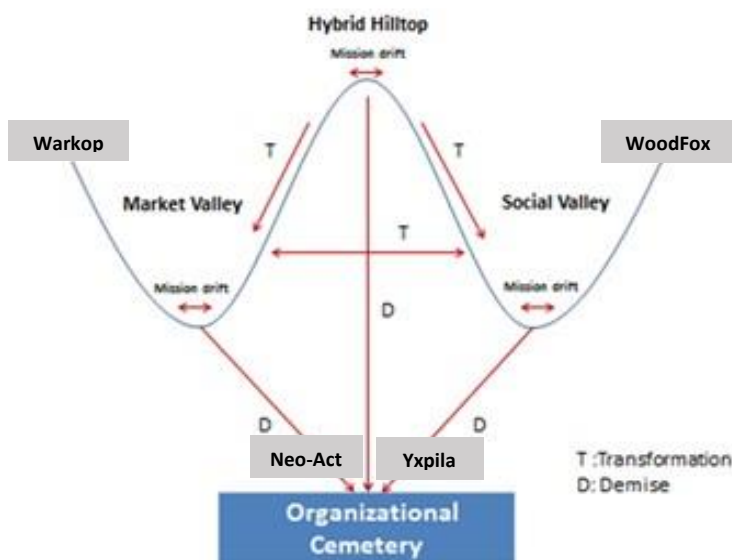 Hybrid Hilltop
Mission drift
Warkop
WoodFox
T
T
Market Valley
Social Valley
T
Mission drift
Mission drift
D
D
D
Neo-Act
Yxpila
T :Transformation
D: Demise
Organizational
Cemetery